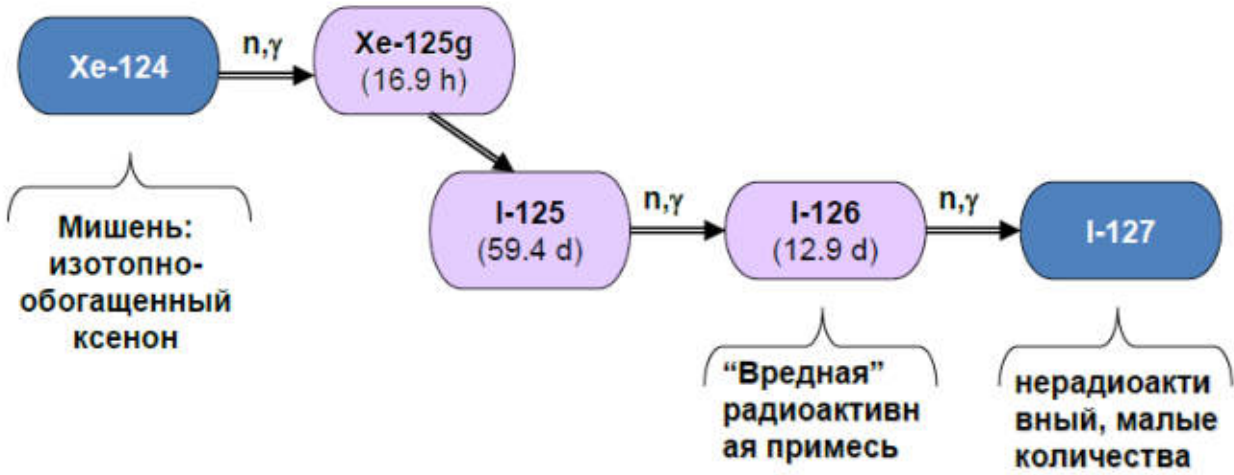 Xe-124
n,γ
Xe-125g
(16.9 h)
I-125
(59.4 d)
n,γ
I-126
(12.9 d)
n,γ
I-127
Мишень:
изотопно-
обогащенный
ксенон
“Вредная”
радиоактивн
ая примесь
нерадиоакти
вный, малые
количества